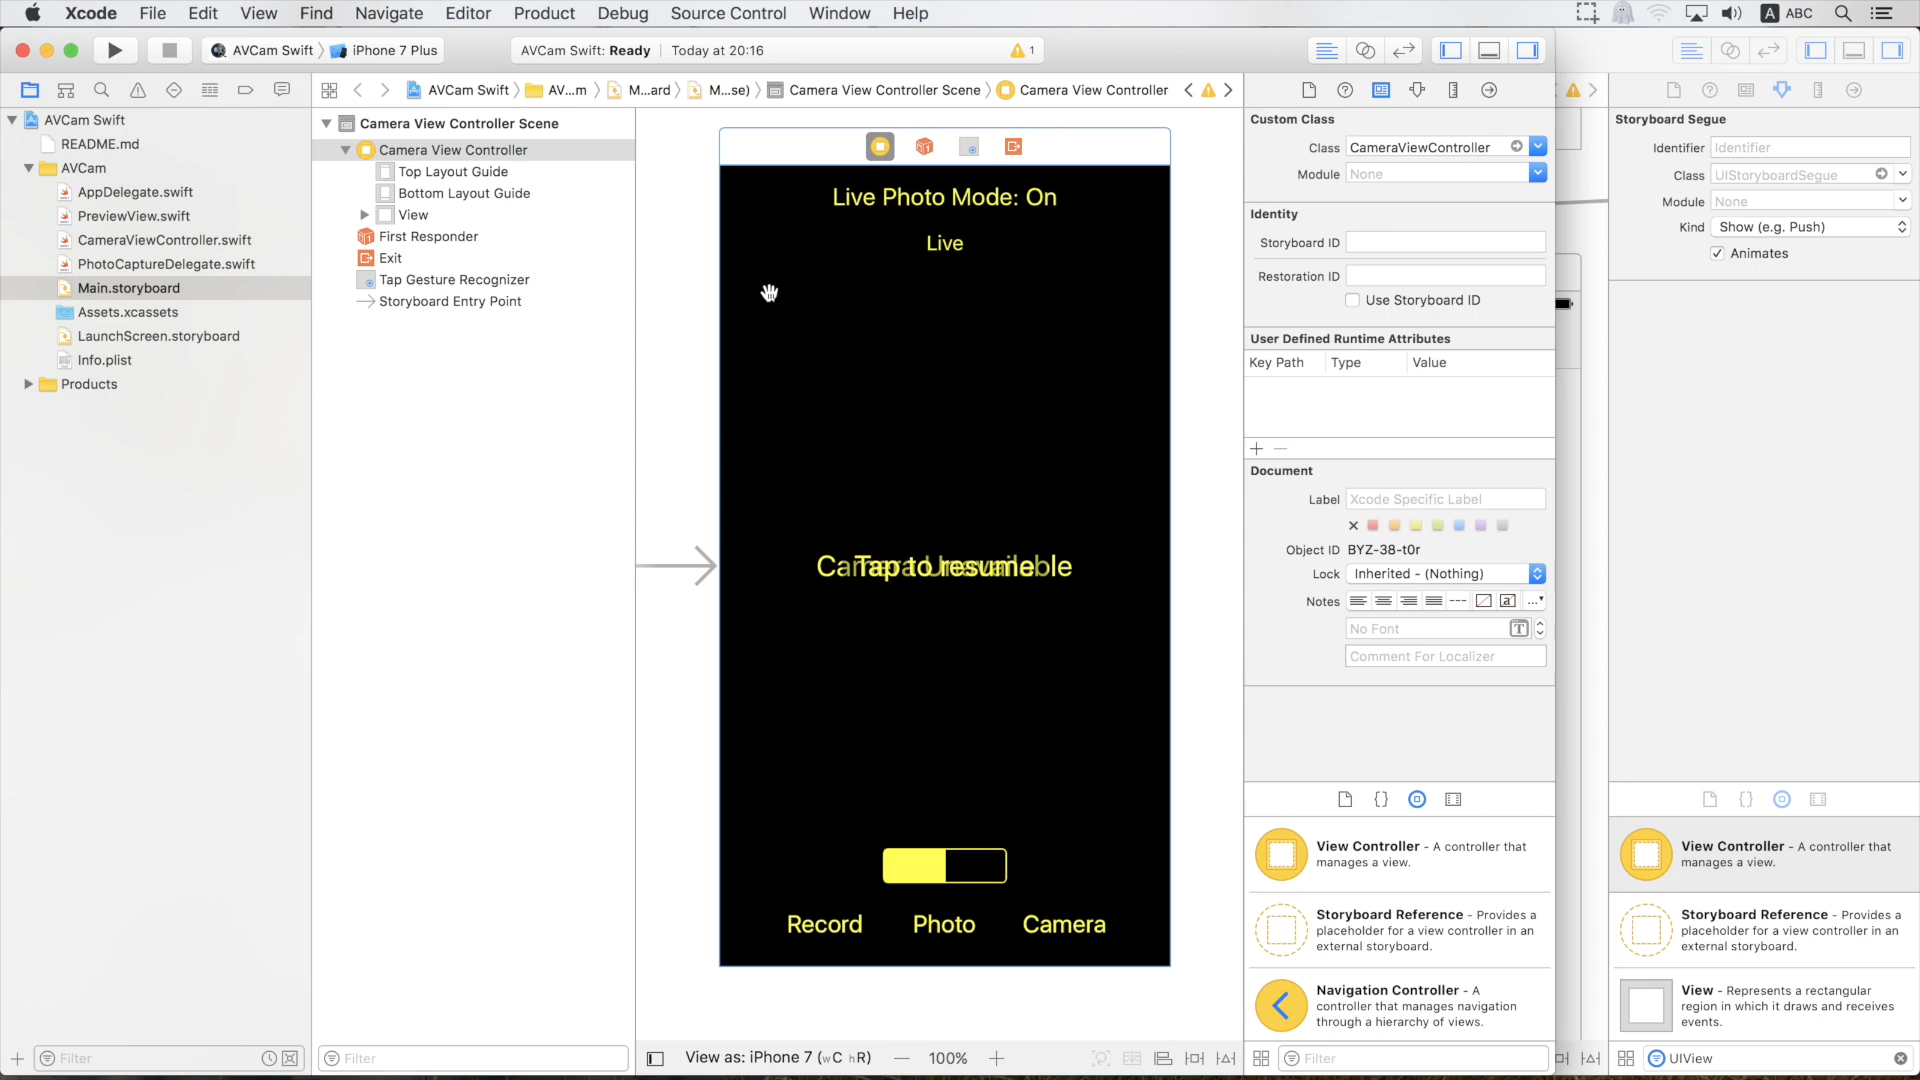 Xcode File Edit View Find Navigate Editor Product Debug Source Control Window Help A ABC
AVCam Swift iPhone 7 Plus
AVCam Swift: Ready Today at 20:16 1
AVCam Swift
README.md
AVCam
AppDelegate.swift
PreviewView.swift
CameraViewController.swift
PhotoCaptureDelegate.swift
Main.storyboard
Assets.xcassets
LaunchScreen.storyboard
Info.plist
Products
Filter
AVCam Swift AV...m M...ard M...se) Camera View Controller Scene Camera View Controller
Camera View Controller Scene
Camera View Controller
Top Layout Guide
Bottom Layout Guide
View
First Responder
Exit
Tap Gesture Recognizer
Storyboard Entry Point
Filter
Live Photo Mode: On
Live
Camera Unavailable
Tap to resume
Record Photo Camera
View as: iPhone 7 (wC hR) 100%
Custom Class
Class CameraViewController
Module None
Identity
Storyboard ID
Restoration ID
Use Storyboard ID
User Defined Runtime Attributes
Key Path Type Value
Document
Label Xcode Specific Label
Object ID BYZ-38-t0r
Lock Inherited - (Nothing)
Notes
No Font
Comment For Localizer
{}
View Controller - A controller that
manages a view.
Storyboard Reference - Provides a
placeholder for a view controller in an
external storyboard.
Navigation Controller - A
controller that manages navigation
through a hierarchy of views.
Filter
Storyboard Segue
Identifier Identifier
Class UIStoryboardSegue
Module None
Kind Show (e.g. Push)
Animates
{}
View Controller - A controller that
manages a view.
Storyboard Reference - Provides a
placeholder for a view controller in an
external storyboard.
View - Represents a rectangular
region in which it draws and receives
events.
UIView